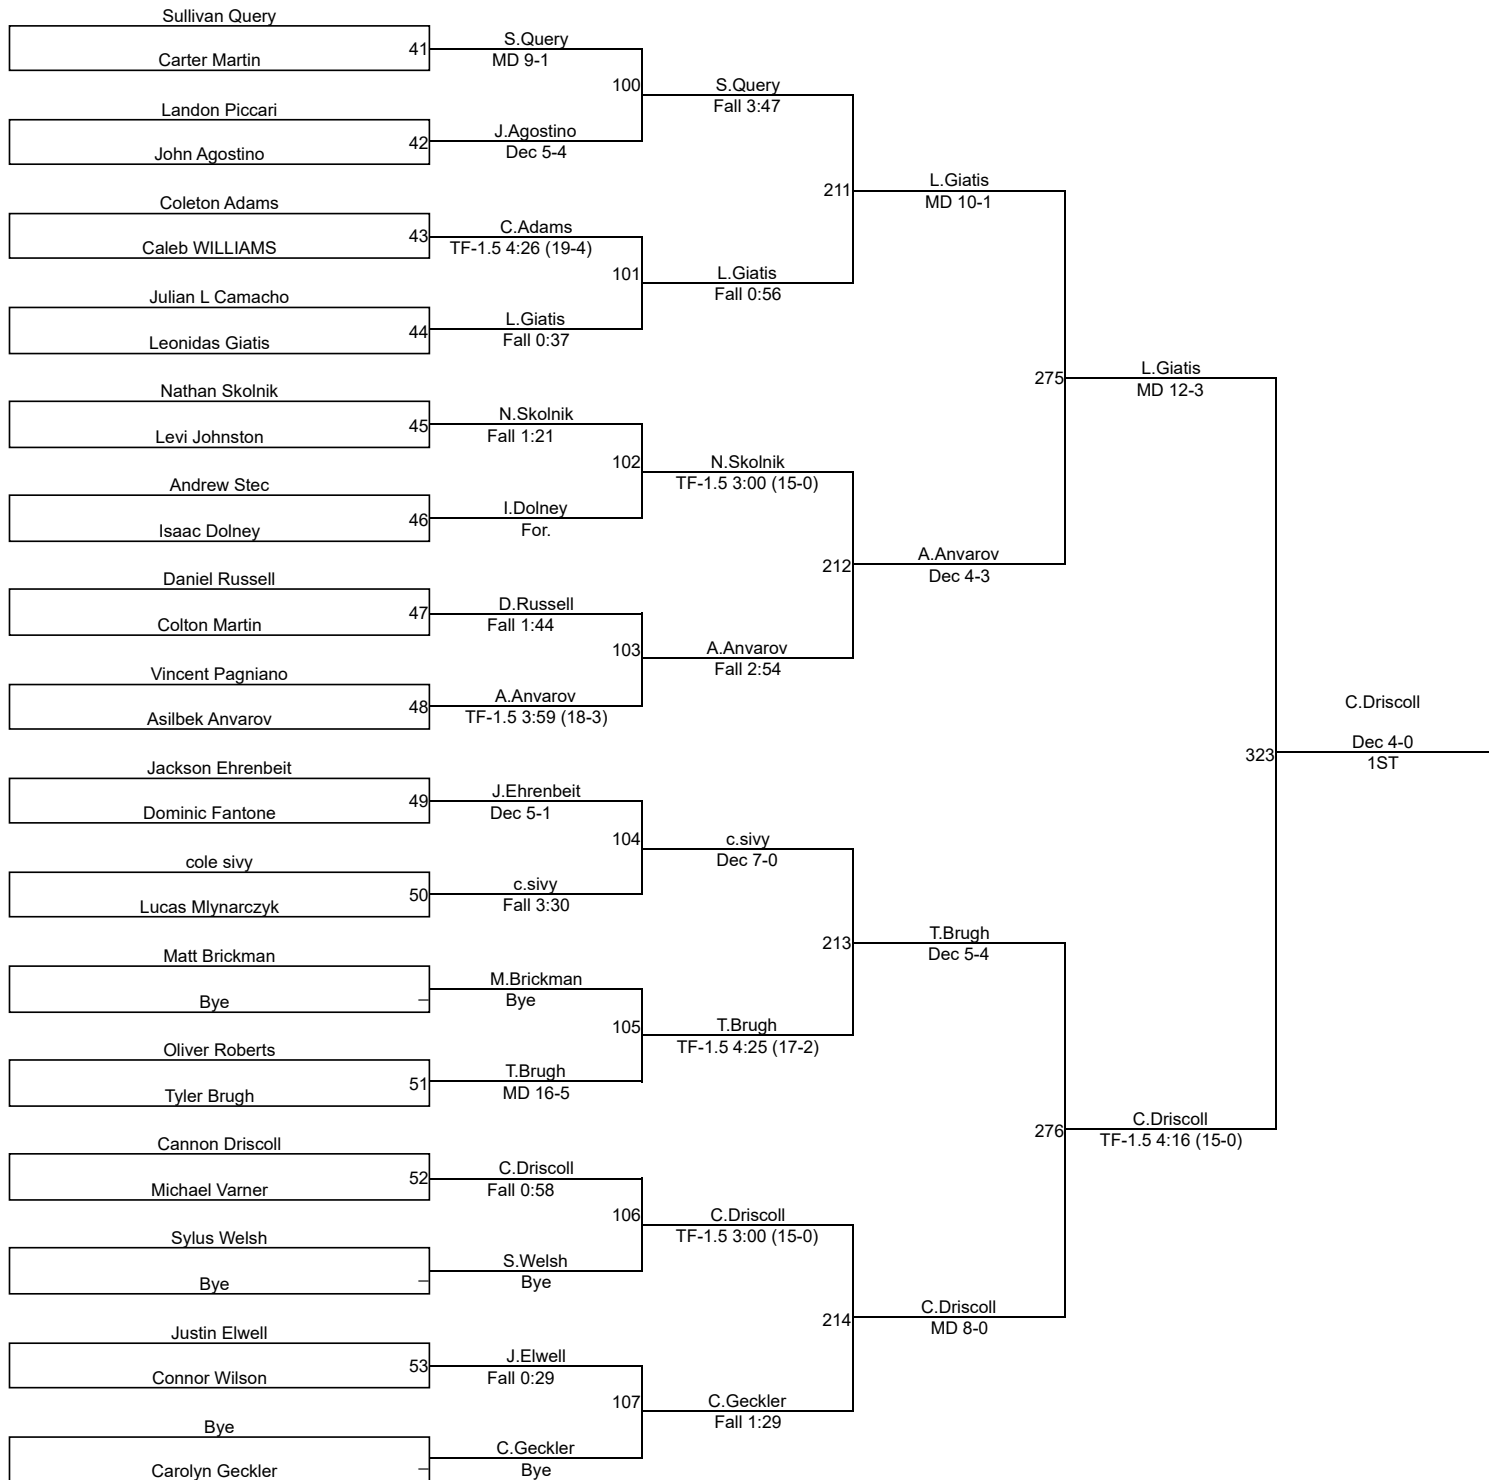 Sullivan Query
41
Carter Martin
S.Query
MD 9-1
100
Landon Piccari
42
John Agostino
J.Agostino
Dec 5-4
S.Query
Fall 3:47
211
Coleton Adams
43
Caleb WILLIAMS
C.Adams
TF-1.5 4:26 (19-4)
101
Julian L Camacho
44
Leonidas Giatis
L.Giatis
Fall 0:37
L.Giatis
Fall 0:56
L.Giatis
MD 10-1
275
Nathan Skolnik
45
Levi Johnston
N.Skolnik
Fall 1:21
102
Andrew Stec
46
Isaac Dolney
I.Dolney
For.
N.Skolnik
TF-1.5 3:00 (15-0)
212
Daniel Russell
47
Colton Martin
D.Russell
Fall 1:44
103
Vincent Pagniano
48
Asilbek Anvarov
A.Anvarov
TF-1.5 3:59 (18-3)
A.Anvarov
Fall 2:54
A.Anvarov
Dec 4-3
L.Giatis
MD 12-3
323
Jackson Ehrenbeit
49
Dominic Fantone
J.Ehrenbeit
Dec 5-1
104
cole sivy
50
Lucas Mlynarczyk
c.sivy
Fall 3:30
c.sivy
Dec 7-0
213
Matt Brickman
Bye
–
M.Brickman
Bye
105
Oliver Roberts
51
Tyler Brugh
T.Brugh
MD 16-5
T.Brugh
TF-1.5 4:25 (17-2)
T.Brugh
Dec 5-4
276
Cannon Driscoll
52
Michael Varner
C.Driscoll
Fall 0:58
106
Sylus Welsh
Bye
–
S.Welsh
Bye
C.Driscoll
TF-1.5 3:00 (15-0)
214
Justin Elwell
53
Connor Wilson
J.Elwell
Fall 0:29
107
Bye
Carolyn Geckler
–
C.Geckler
Bye
C.Geckler
Fall 1:29
C.Driscoll
MD 8-0
C.Driscoll
TF-1.5 4:16 (15-0)
C.Driscoll
Dec 4-0
1ST